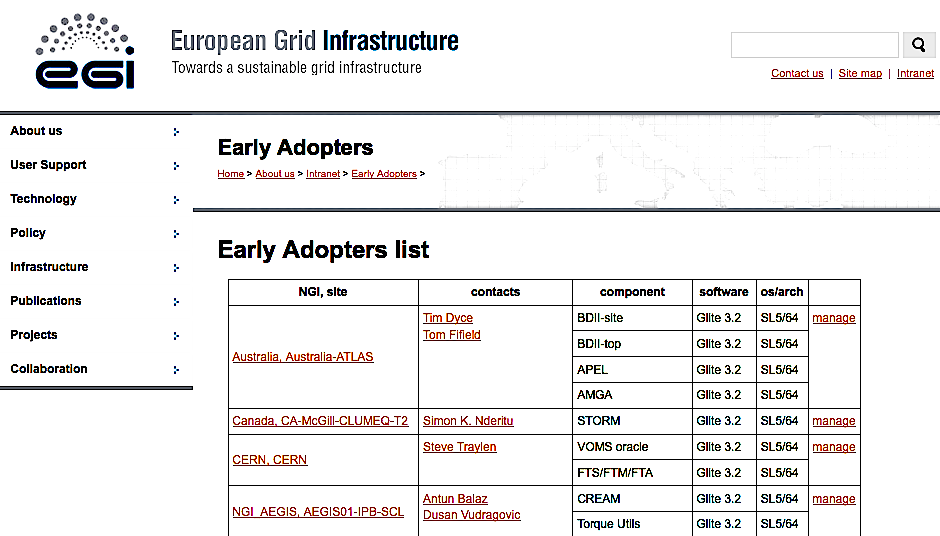 egi
European Grid Infrastructure
Towards a sustainable grid infrastructure
Contact us | Site map | Intranet
About us
User Support
Technology
Policy
Infrastructure
Publications
Projects
Collaboration
Early Adopters
Home > About us > Intranet > Early Adopters >
Early Adopters list
NGI, site contacts component software os/arch
Australia, Australia-ATLAS Tim Dyce BDII-site Glite 3.2 SL5/64 manage
Tom Fifield
BDII-top Glite 3.2 SL5/64
APEL Glite 3.2 SL5/64
AMGA Glite 3.2 SL5/64
Canada, CA-McGill-CLUMEQ-T2 Simon K. Nderitu STORM Glite 3.2 SL5/64 manage
CERN, CERN Steve Traylen VOMS oracle Glite 3.2 SL5/64 manage
FTS/FTM/FTA Glite 3.2 SL5/64
NGI_AEGIS, AEGIS01-IPB-SCL Antun Balaz CREAM Glite 3.2 SL5/64 manage
Dusan Vudragovic
Torque Utils Glite 3.2 SL5/64